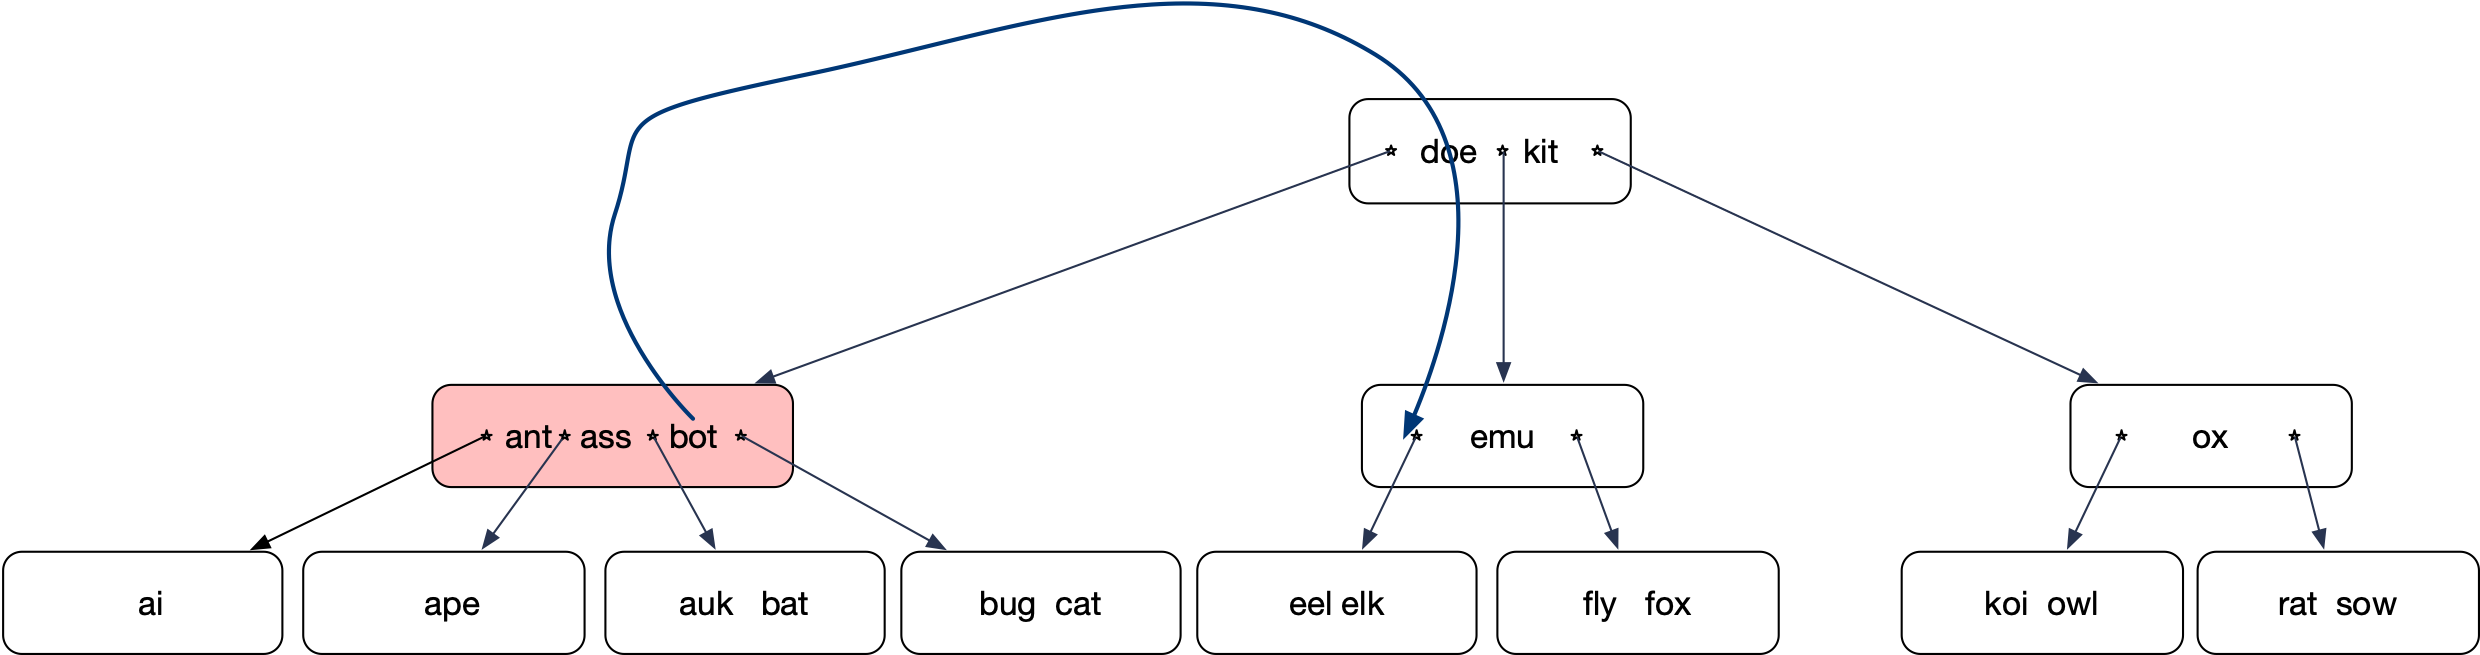 doe kit
ant ass bot
emu
ox
ai
ape
auk bat
bug cat
eel elk
fly fox
koi owl
rat sow